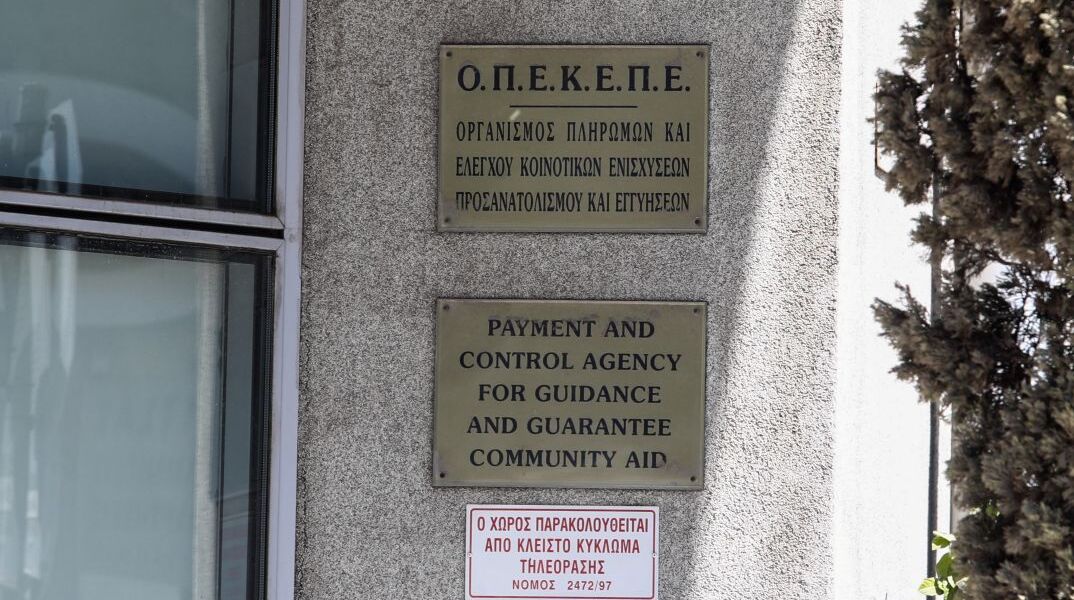 Ο.Π.Ε.Κ.Ε.Π.Ε.
ΟΡΓΑΝΙΣΜΟΣ ΠΛΗΡΩΜΩΝ ΚΑΙ
ΕΛΕΓΧΟΥ ΚΟΙΝΟΤΙΚΩΝ ΕΝΙΣΧΥΣΕΩΝ
ΠΡΟΣΑΝΑΤΟΛΙΣΜΟΥ ΚΑΙ ΕΓΓΥΗΣΕΩΝ
PAYMENT AND
CONTROL AGENCY
FOR GUIDANCE
AND GUARANTEE
COMMUNITY AID
Ο ΧΩΡΟΣ ΠΑΡΑΚΟΛΟΥΘΕΙΤΑΙ
ΑΠΟ ΚΛΕΙΣΤΟ ΚΥΚΛΩΜΑ
ΤΗΛΕΟΡΑΣΗΣ
ΝΟΜΟΣ 2472/97